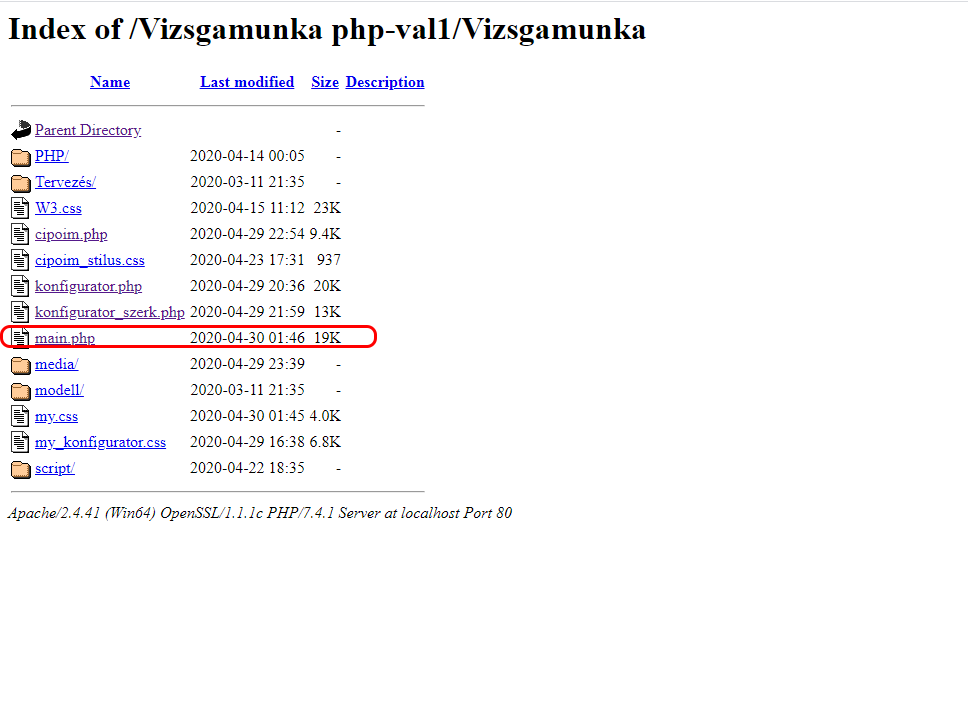 Index of /Vizsgamunka php-val1/Vizsgamunka
Name Last modified Size Description
Parent Directory -
PHP/ 2020-04-14 00:05 -
Tervezés/ 2020-03-11 21:35 -
W3.css 2020-04-15 11:12 23K
cipoim.php 2020-04-29 22:54 9.4K
cipoim_stilus.css 2020-04-23 17:31 937
konfigurator.php 2020-04-29 20:36 20K
konfigurator_szerk.php 2020-04-29 21:59 13K
main.php 2020-04-30 01:46 19K
media/ 2020-04-29 23:39 -
modell/ 2020-03-11 21:35 -
my.css 2020-04-30 01:45 4.0K
my_konfigurator.css 2020-04-29 16:38 6.8K
script/ 2020-04-22 18:35 -
Apache/2.4.41 (Win64) OpenSSL/1.1.1c PHP/7.4.1 Server at localhost Port 80